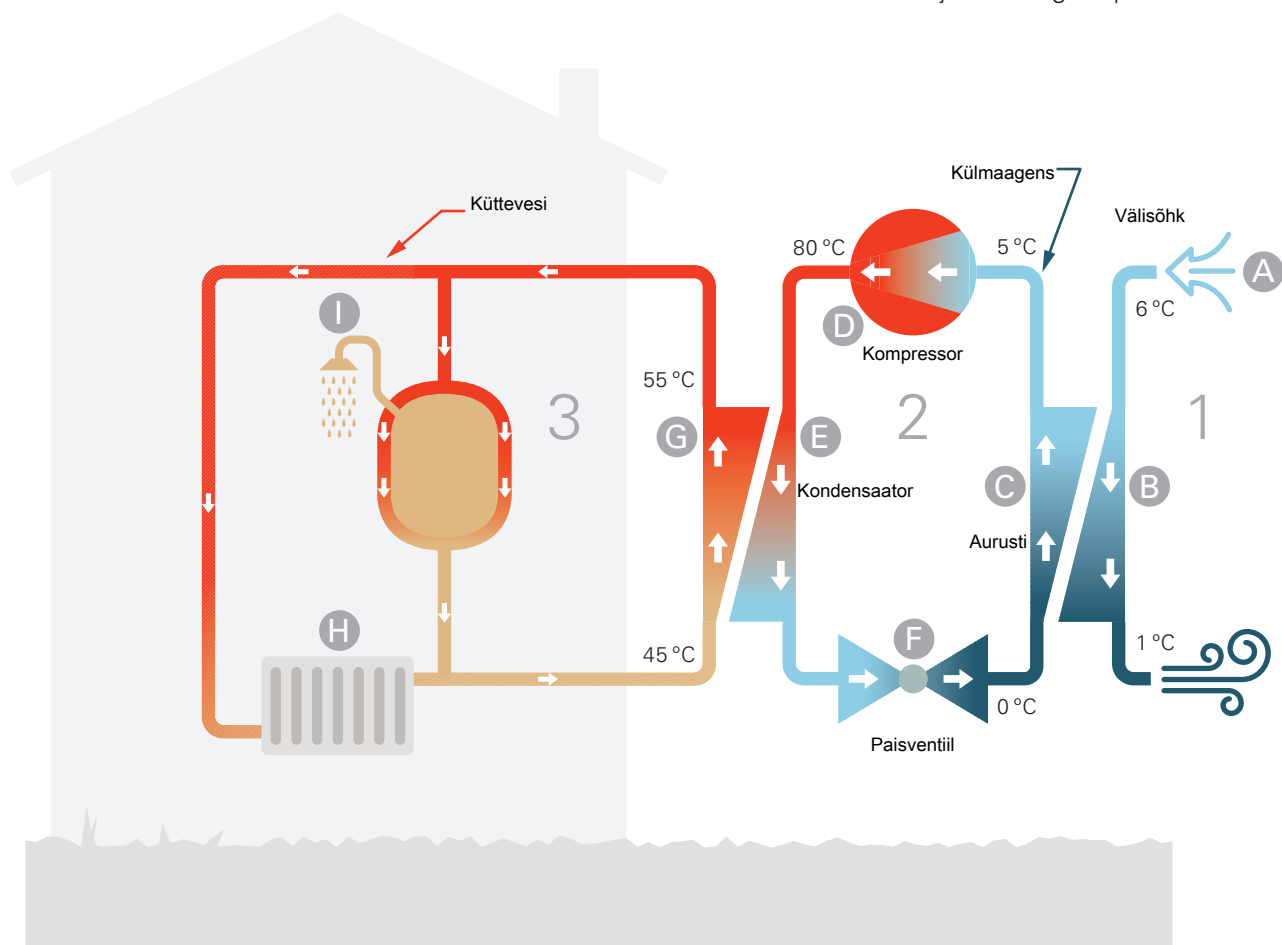 Külmaagens
Küttevesi
Välisõhk
80 °C
5 °C
A
6 °C
I
D
Kompressor
55 °C
3
2
1
G
E
C
B
Kondensaator
Aurusti
H
F
45 °C
1 °C
0 °C
Paisventiil